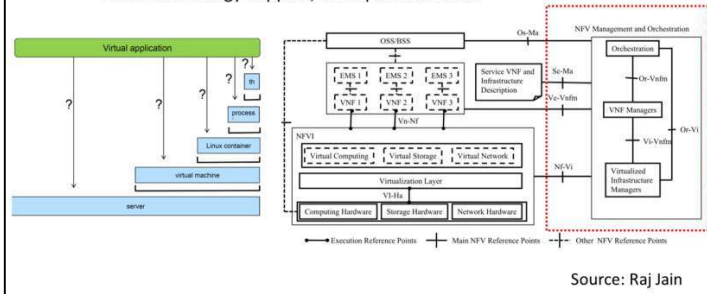 Virtual application
?
?
?
?
?
?
th
process
Linux container
virtual machine
server
OSS/BSS
Os-Ma
NFV Management and Orchestration
Orchestration
EMS 1
EMS 2
EMS 3
Service VNF and
Infrastructure
Description
Se-Ma
Or-Vnfm
VNF 1
VNF 2
VNF 3
Ve-Vnfm
VNF Managers
Vn-Nf
Or-Vi
NFVI
Vi-Vnfm
Virtual Computing
Virtual Storage
Virtual Network
Nf-Vi
Virtualized
Infrastructure
Managers
Virtualization Layer
VI-Ha
Computing Hardware
Storage Hardware
Network Hardware
Execution Reference Points
Main NFV Reference Points
Other NFV Reference Points
Source: Raj Jain